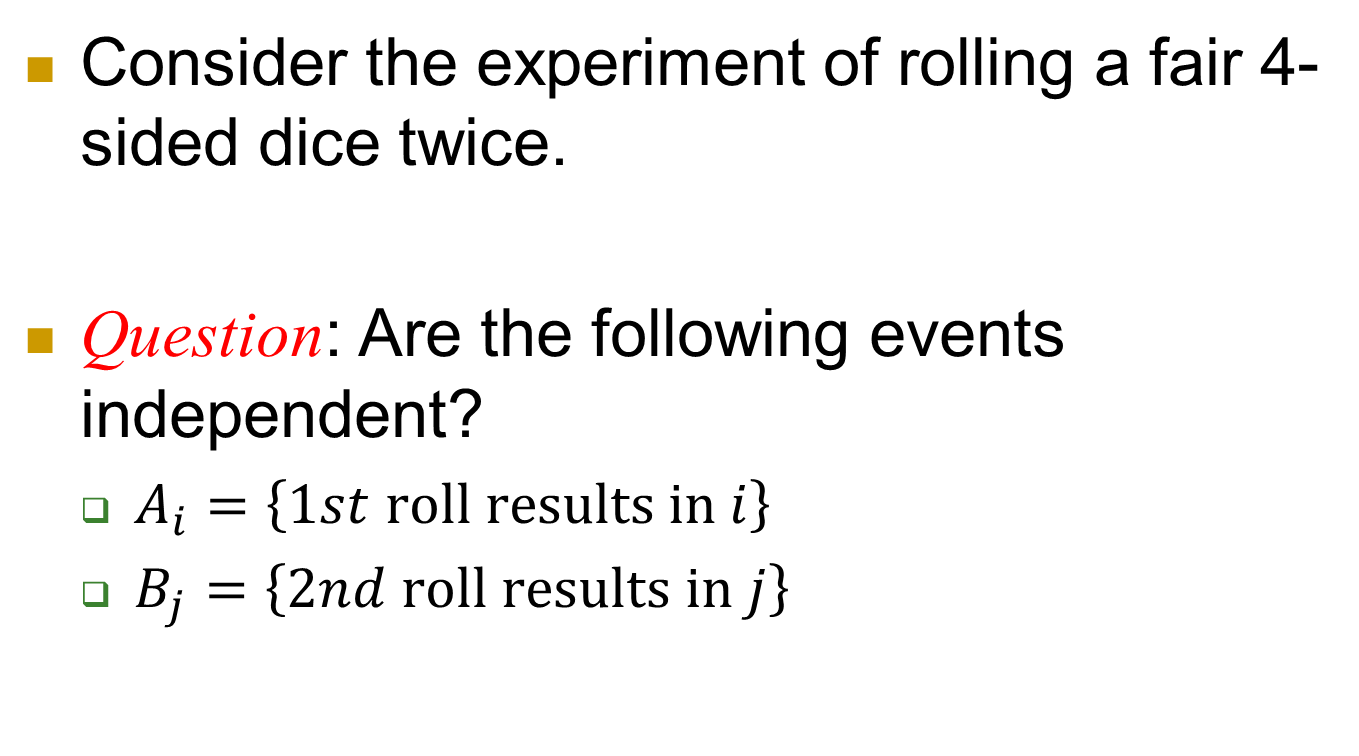 Consider the experiment of rolling a fair 4-
sided dice twice.
Question: Are the following events
independent?
A_i = {1st roll results in i}
B_j = {2nd roll results in j}